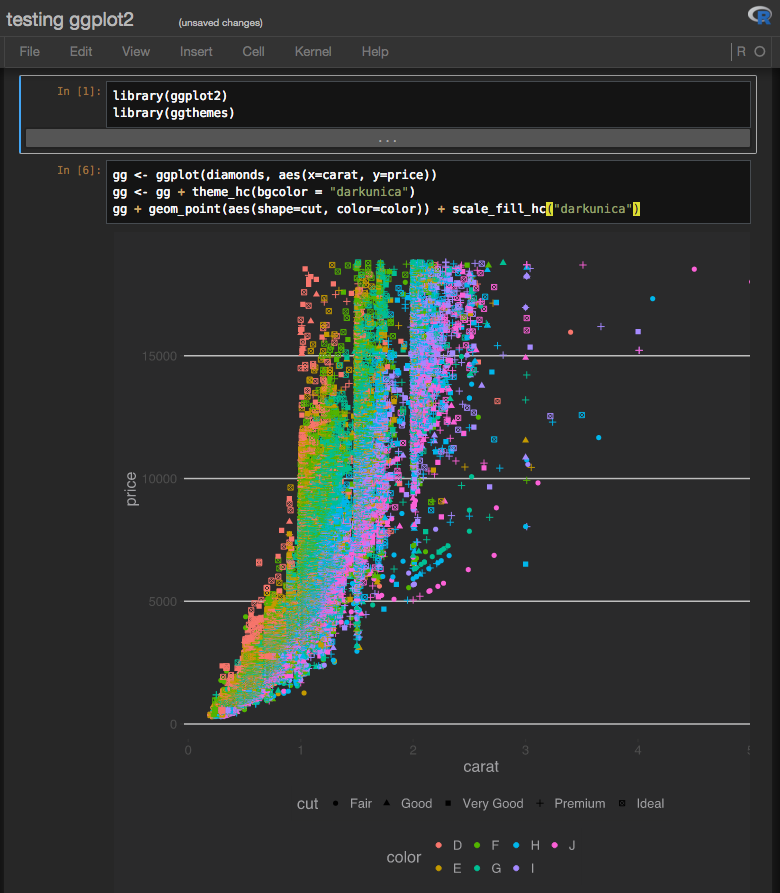 testing ggplot2 (unsaved changes)
R
File Edit View Insert Cell Kernel Help R
In [1]: library(ggplot2)
library(ggthemes)
...
In [6]: gg <- ggplot(diamonds, aes(x=carat, y=price))
gg <- gg + theme_hc(bgcolor = "darkunica")
gg + geom_point(aes(shape=cut, color=color)) + scale_fill_hc("darkunica")
15000
10000
price
5000
0
0 1 2 3 4 5
carat
cut Fair Good Very Good Premium Ideal
color D F H J
E G I